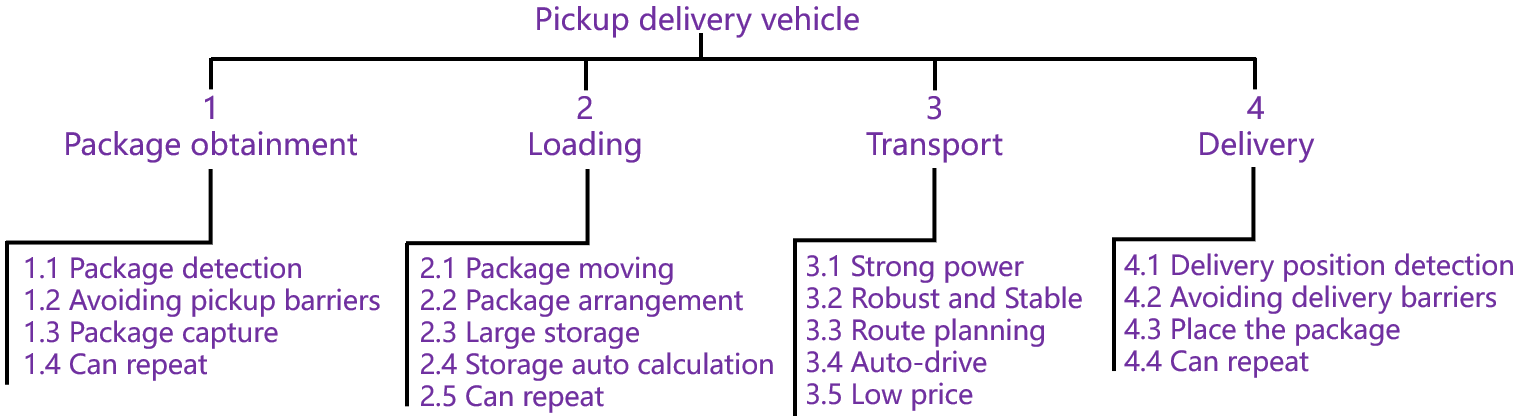 Pickup delivery vehicle
1
Package obtainment
1.1 Package detection
1.2 Avoiding pickup barriers
1.3 Package capture
1.4 Can repeat
2
Loading
2.1 Package moving
2.2 Package arrangement
2.3 Large storage
2.4 Storage auto calculation
2.5 Can repeat
3
Transport
3.1 Strong power
3.2 Robust and Stable
3.3 Route planning
3.4 Auto-drive
3.5 Low price
4
Delivery
4.1 Delivery position detection
4.2 Avoiding delivery barriers
4.3 Place the package
4.4 Can repeat